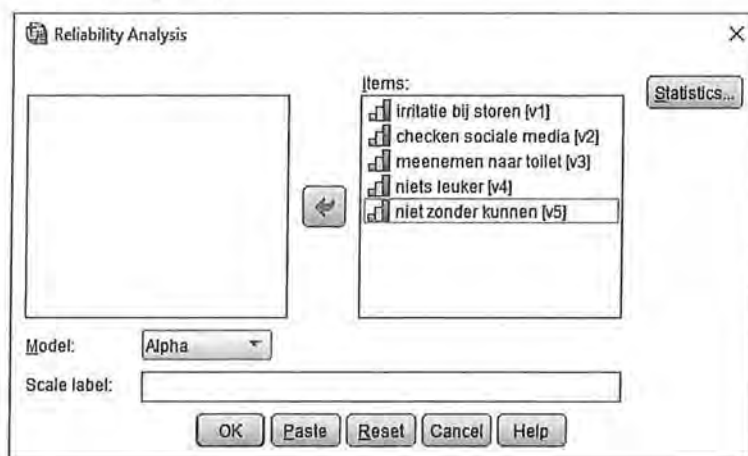 Reliability Analysis
Items:
Statistics...
irritatie bij storen [v1]
checken sociale media [v2]
meenemen naar toilet [v3]
niets leuker [v4]
niet zonder kunnen [v5]
Model:
Alpha
Scale label:
OK Paste Reset Cancel Help